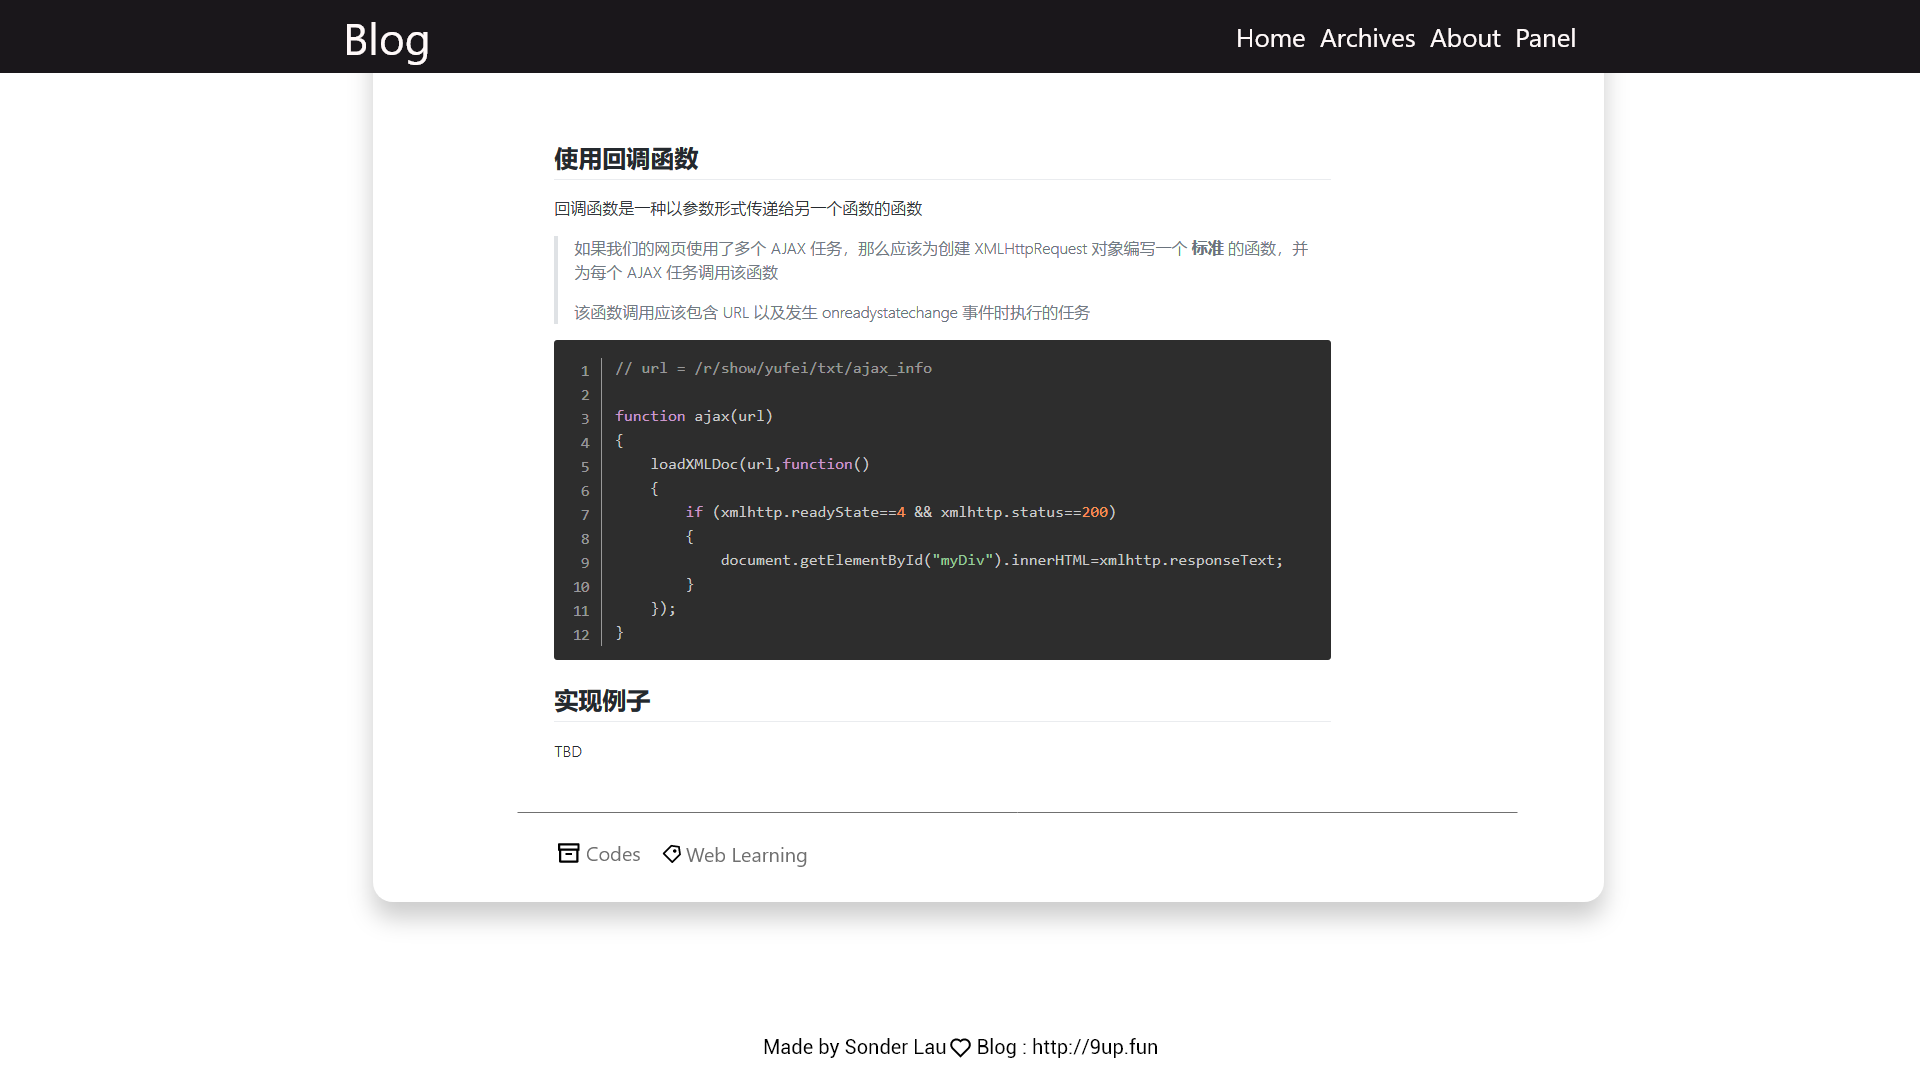 Blog
Home Archives About Panel
使用回调函数
回调函数是一种以参数形式传递给另一个函数的函数
如果我们的网页使用了多个 AJAX 任务，那么应该为创建 XMLHttpRequest 对象编写一个 标准 的函数，并
为每个 AJAX 任务调用该函数
该函数调用应该包含 URL 以及发生 onreadystatechange 事件时执行的任务
1 // url = /r/show/yufei/txt/ajax_info
2
3 function ajax(url)
4 {
5     loadXMLDoc(url,function()
6     {
7         if (xmlhttp.readyState==4 && xmlhttp.status==200)
8         {
9             document.getElementById("myDiv").innerHTML=xmlhttp.responseText;
10         }
11     });
12 }
实现例子
TBD
Codes Web Learning
Made by Sonder Lau Blog : http://9up.fun